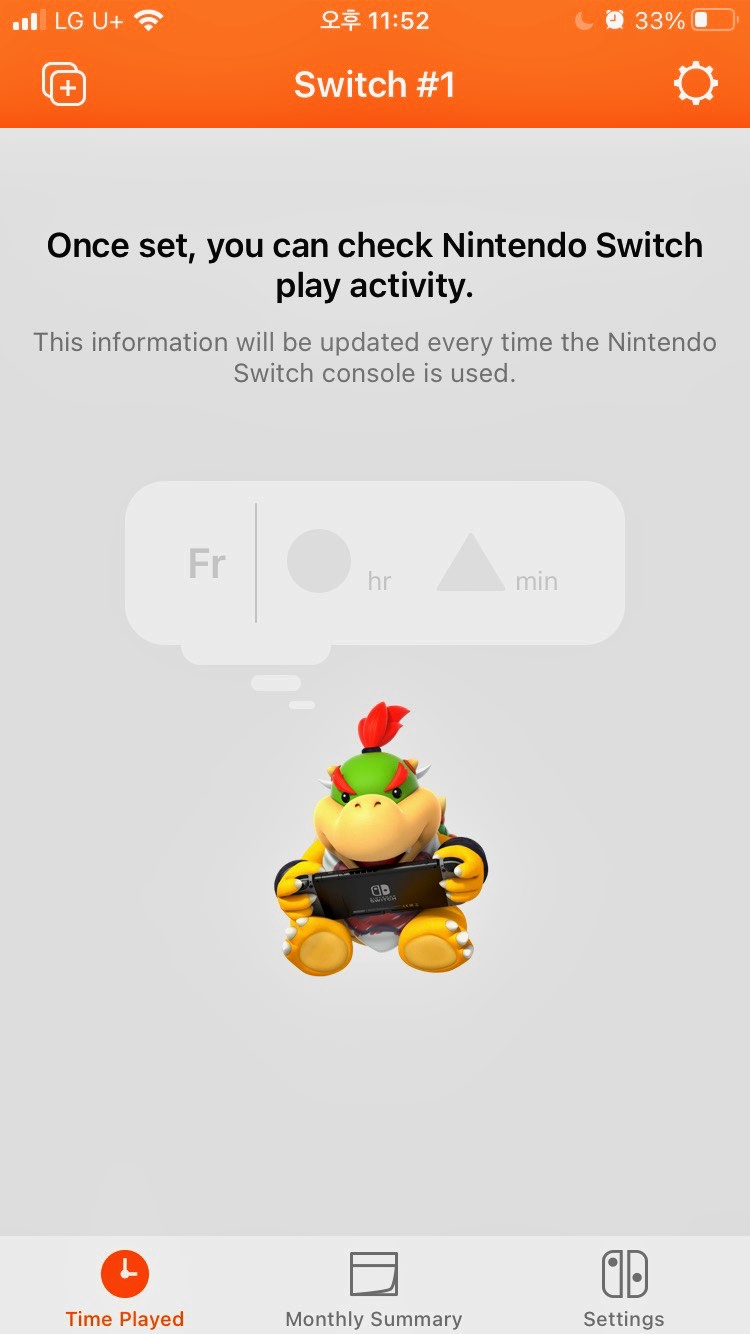 LG U+ 오후 11:52 33%
Switch #1
Once set, you can check Nintendo Switch
play activity.
This information will be updated every time the Nintendo
Switch console is used.
Fr hr min
Time Played Monthly Summary Settings